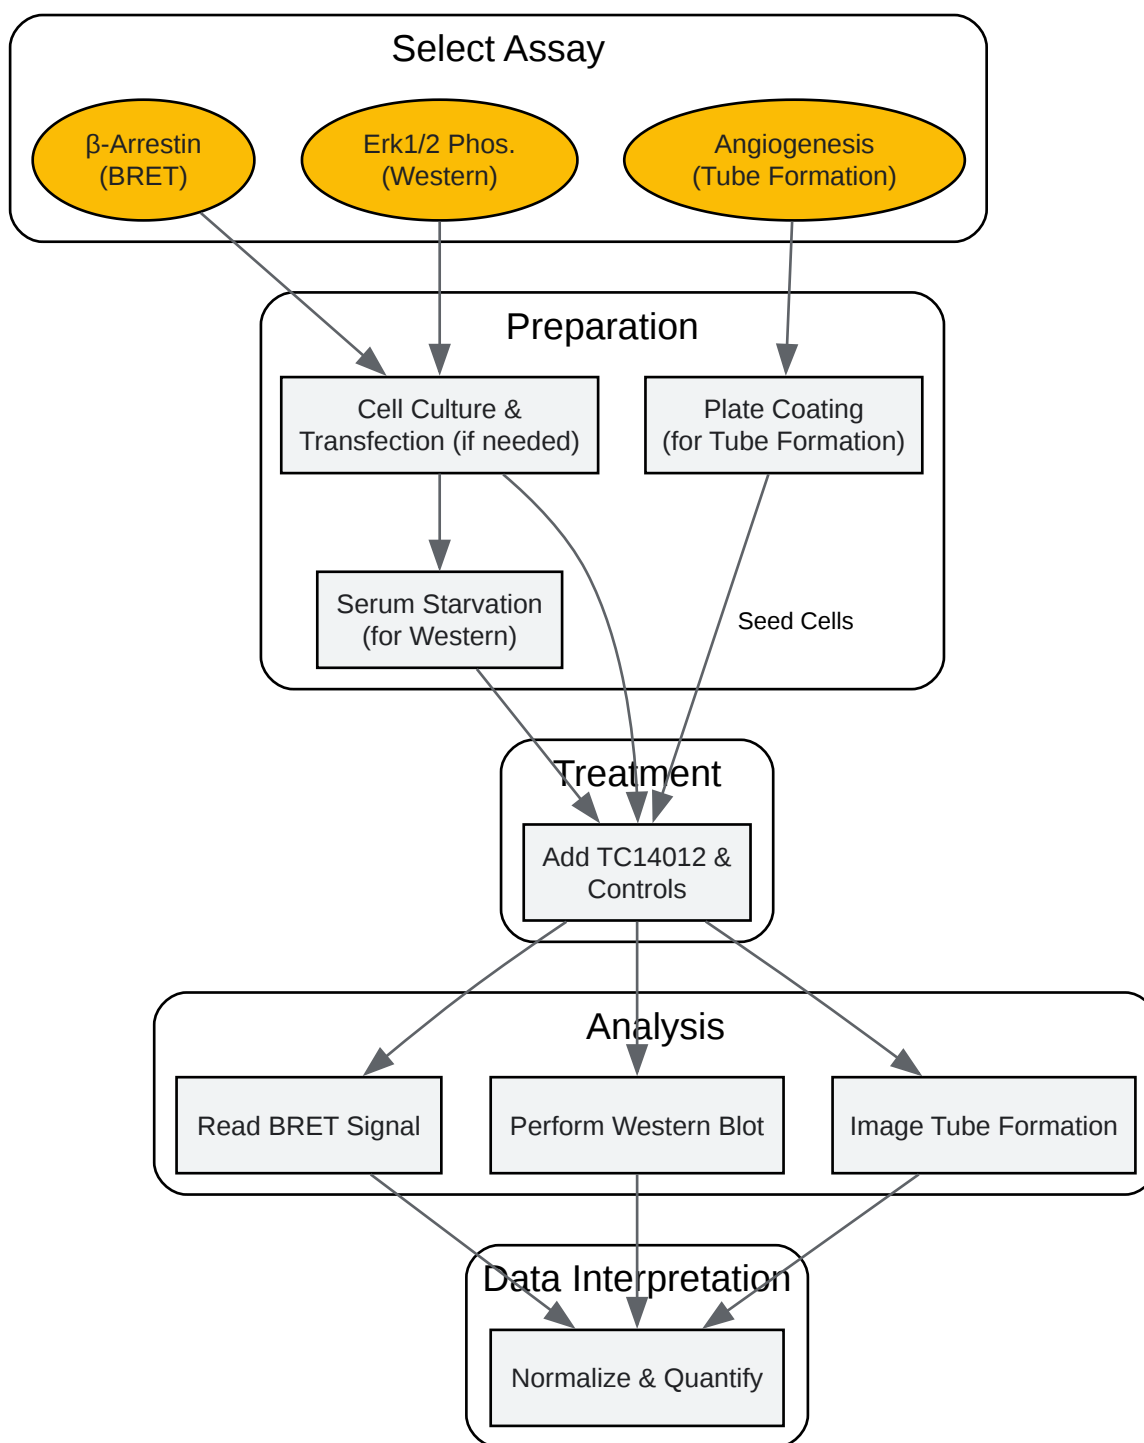 Select Assay
β-Arrestin
(BRET)
Erk1/2 Phos.
(Western)
Angiogenesis
(Tube Formation)
Preparation
Cell Culture &
Transfection (if needed)
Plate Coating
(for Tube Formation)
Serum Starvation
(for Western)
Seed Cells
Treatment
Add TC14012 &
Controls
Analysis
Read BRET Signal
Perform Western Blot
Image Tube Formation
Data Interpretation
Normalize & Quantify